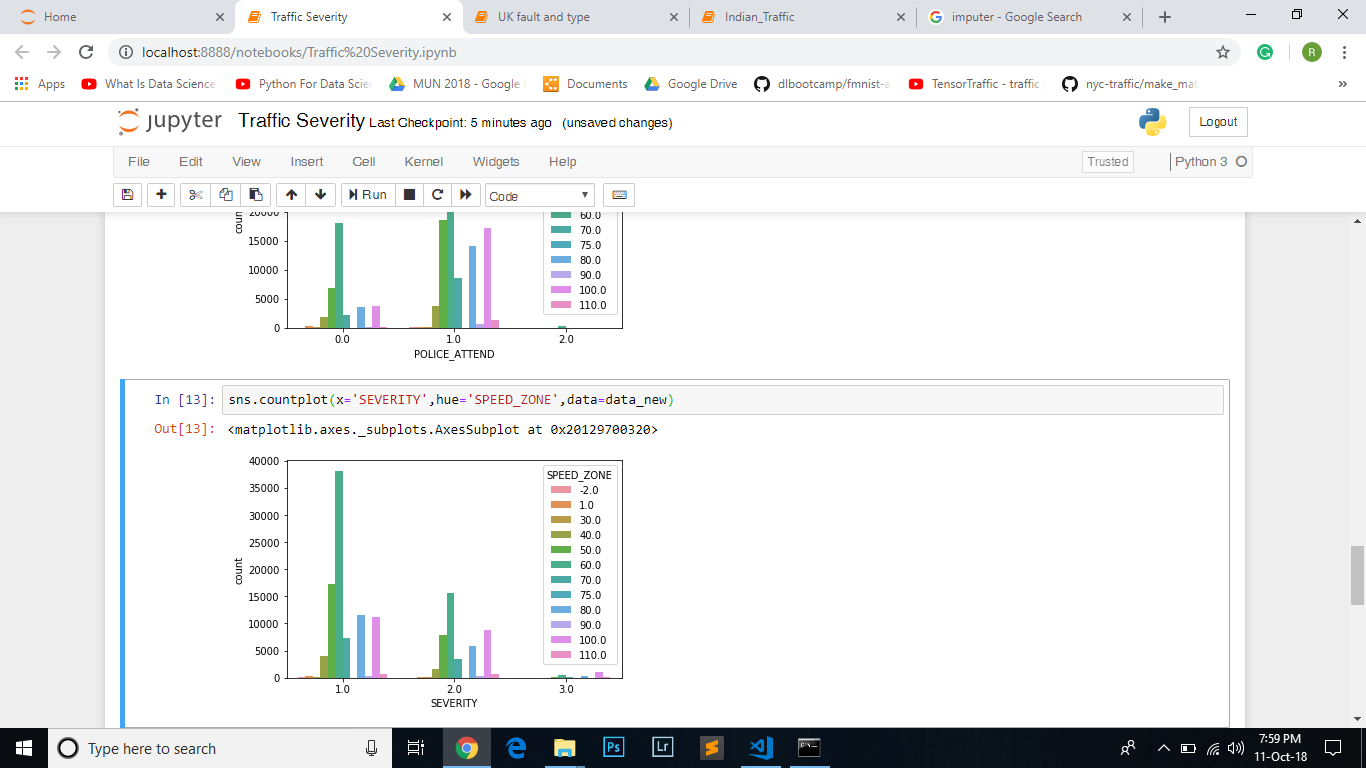 Home
Traffic Severity
UK fault and type
Indian_Traffic
imputer - Google Search
localhost:8888/notebooks/Traffic%20Severity.ipynb
R
Apps
What Is Data Science
Python For Data Scie
MUN 2018 - Google
Documents
Google Drive
dlbootcamp/fmnist-a
TensorTraffic - traffic
nyc-traffic/make_mat
»
jupyter Traffic Severity Last Checkpoint: 5 minutes ago (unsaved changes)
Logout
File Edit View Insert Cell Kernel Widgets Help
Trusted
Python 3
Run
Code
20000
15000
10000
5000
0
coun
60.0
70.0
75.0
80.0
90.0
100.0
110.0
0.0 1.0 2.0
POLICE_ATTEND
In [13]: sns.countplot(x='SEVERITY',hue='SPEED_ZONE',data=data_new)
Out[13]: <matplotlib.axes._subplots.AxesSubplot at 0x20129700320>
40000
35000
30000
25000
20000
15000
10000
5000
0
count
SPEED_ZONE
-2.0
1.0
30.0
40.0
50.0
60.0
70.0
75.0
80.0
90.0
100.0
110.0
1.0 2.0 3.0
SEVERITY
Type here to search
Ps
Lr
7:59 PM
11-Oct-18